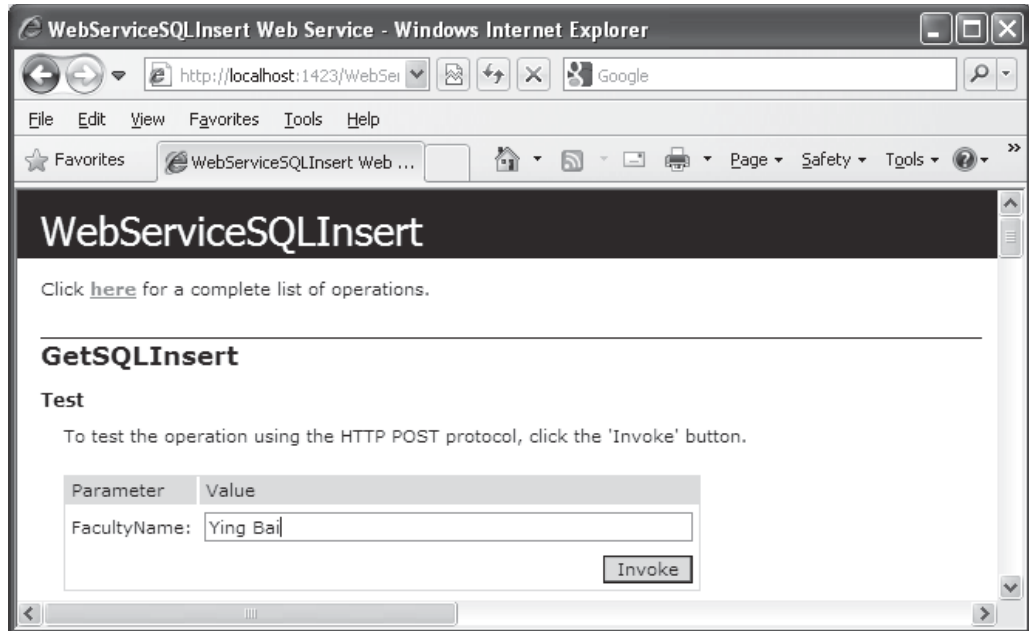 WebServiceSQLInsert Web Service - Windows Internet Explorer
http://localhost:1423/WebSer
Google
File Edit View Favorites Tools Help
Favorites
WebServiceSQLInsert Web ...
Page Safety Tools
»
WebServiceSQLInsert
Click here for a complete list of operations.
GetSQLInsert
Test
To test the operation using the HTTP POST protocol, click the 'Invoke' button.
Parameter Value
FacultyName: Ying Bai
Invoke